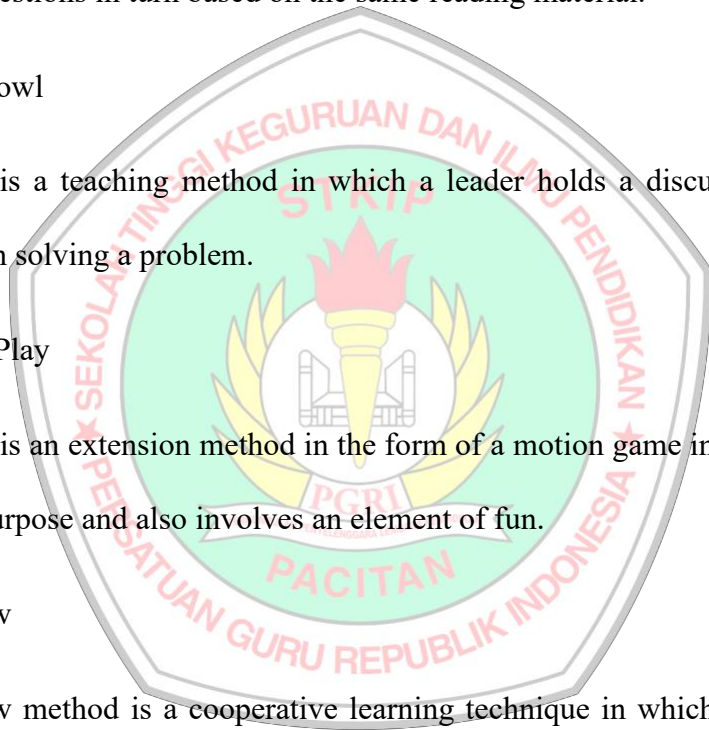 estions in turn based on the same reading material.
owl
SEKOLAH TINGGI KEGURUAN DAN ILMU PENDIDIKAN
STKIP
is a teaching method in which a leader holds a discu
n solving a problem.
Play
is an extension method in the form of a motion game in
PGRI
urpose and also involves an element of fun.
PACITAN
PERSATUAN GURU REPUBLIK INDONESIA
w
w method is a cooperative learning technique in which